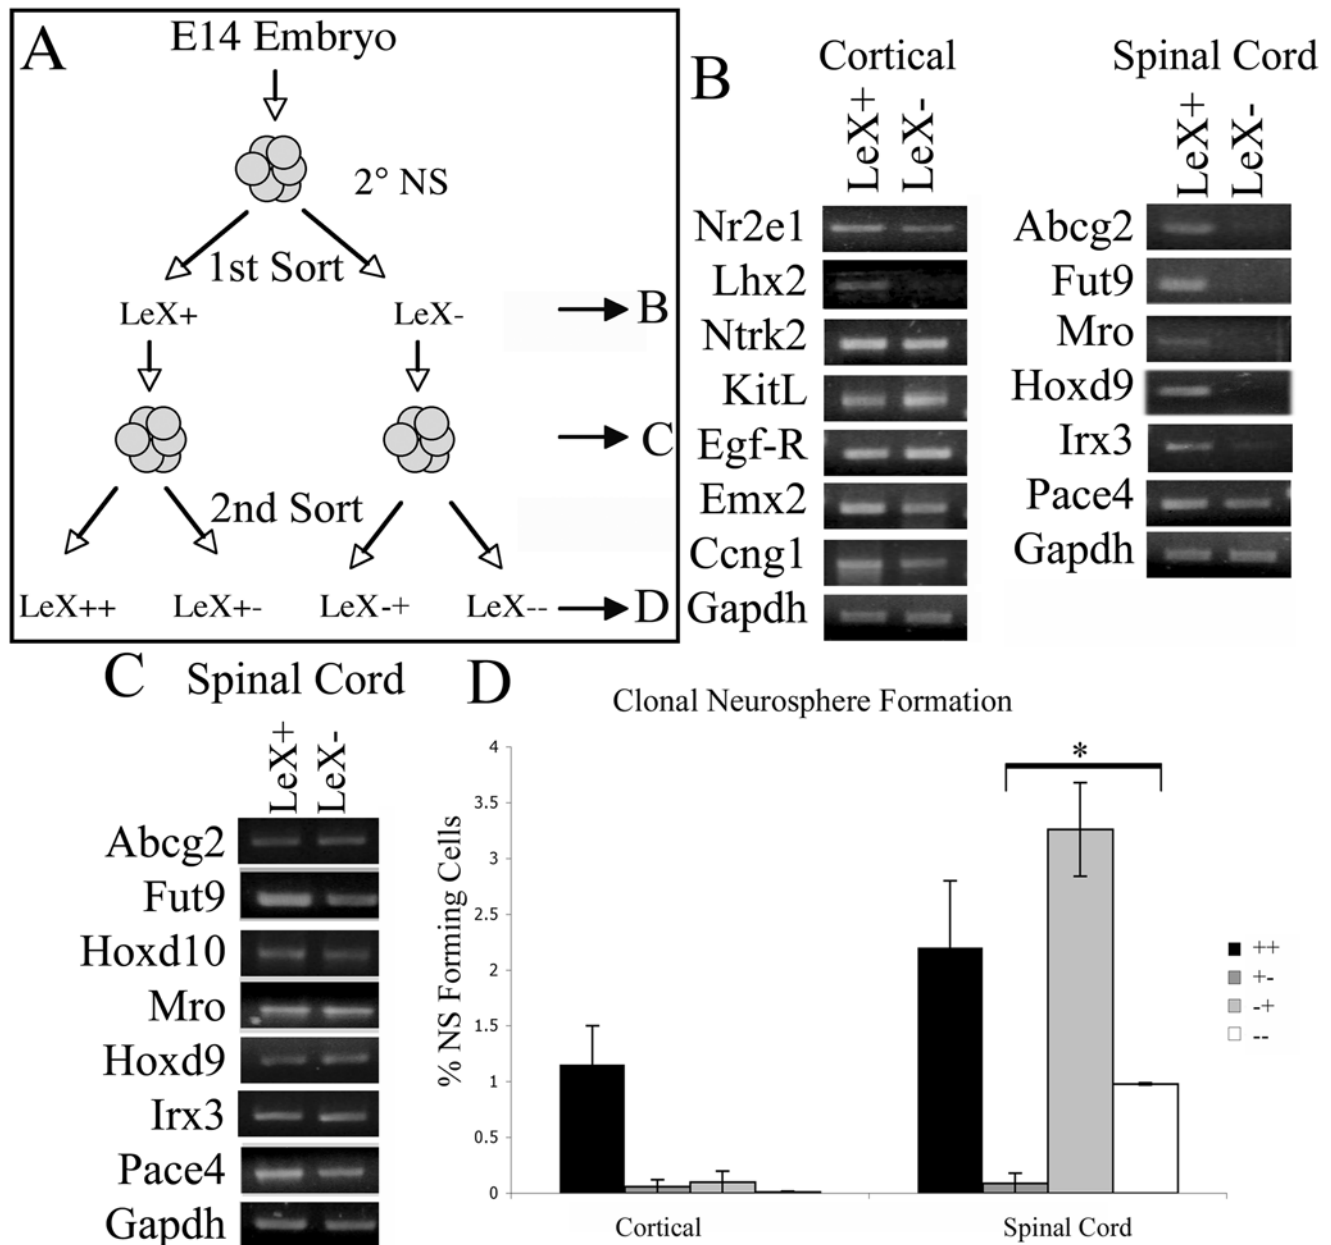 A
E14 Embryo
2° NS
1st Sort
LeX+
LeX-
B
C
2nd Sort
LeX++
LeX+-
LeX-+
LeX--
D
B
Cortical
LeX+
LeX-
Nr2e1
Lhx2
Ntrk2
KitL
Egf-R
Emx2
Ccng1
Gapdh
Spinal Cord
LeX+
LeX-
Abcg2
Fut9
Mro
Hoxd9
Irx3
Pace4
Gapdh
C
Spinal Cord
LeX+
LeX-
Abcg2
Fut9
Hoxd10
Mro
Hoxd9
Irx3
Pace4
Gapdh
D
Clonal Neurosphere Formation
% NS Forming Cells
4
3.5
3
2.5
2
1.5
1
0.5
0
*
Cortical
Spinal Cord
++
+-
-+
--